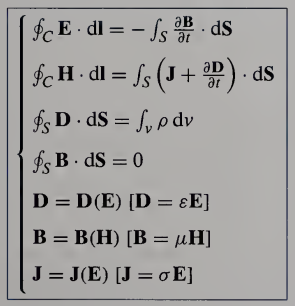 ∮_C E · dl = − ∫_S ∂B/∂t · dS
∮_C H · dl = ∫_S (J + ∂D/∂t) · dS
∮_S D · dS = ∫_v ρ dv
∮_S B · dS = 0
D = D(E) [D = εE]
B = B(H) [B = μH]
J = J(E) [J = σE]